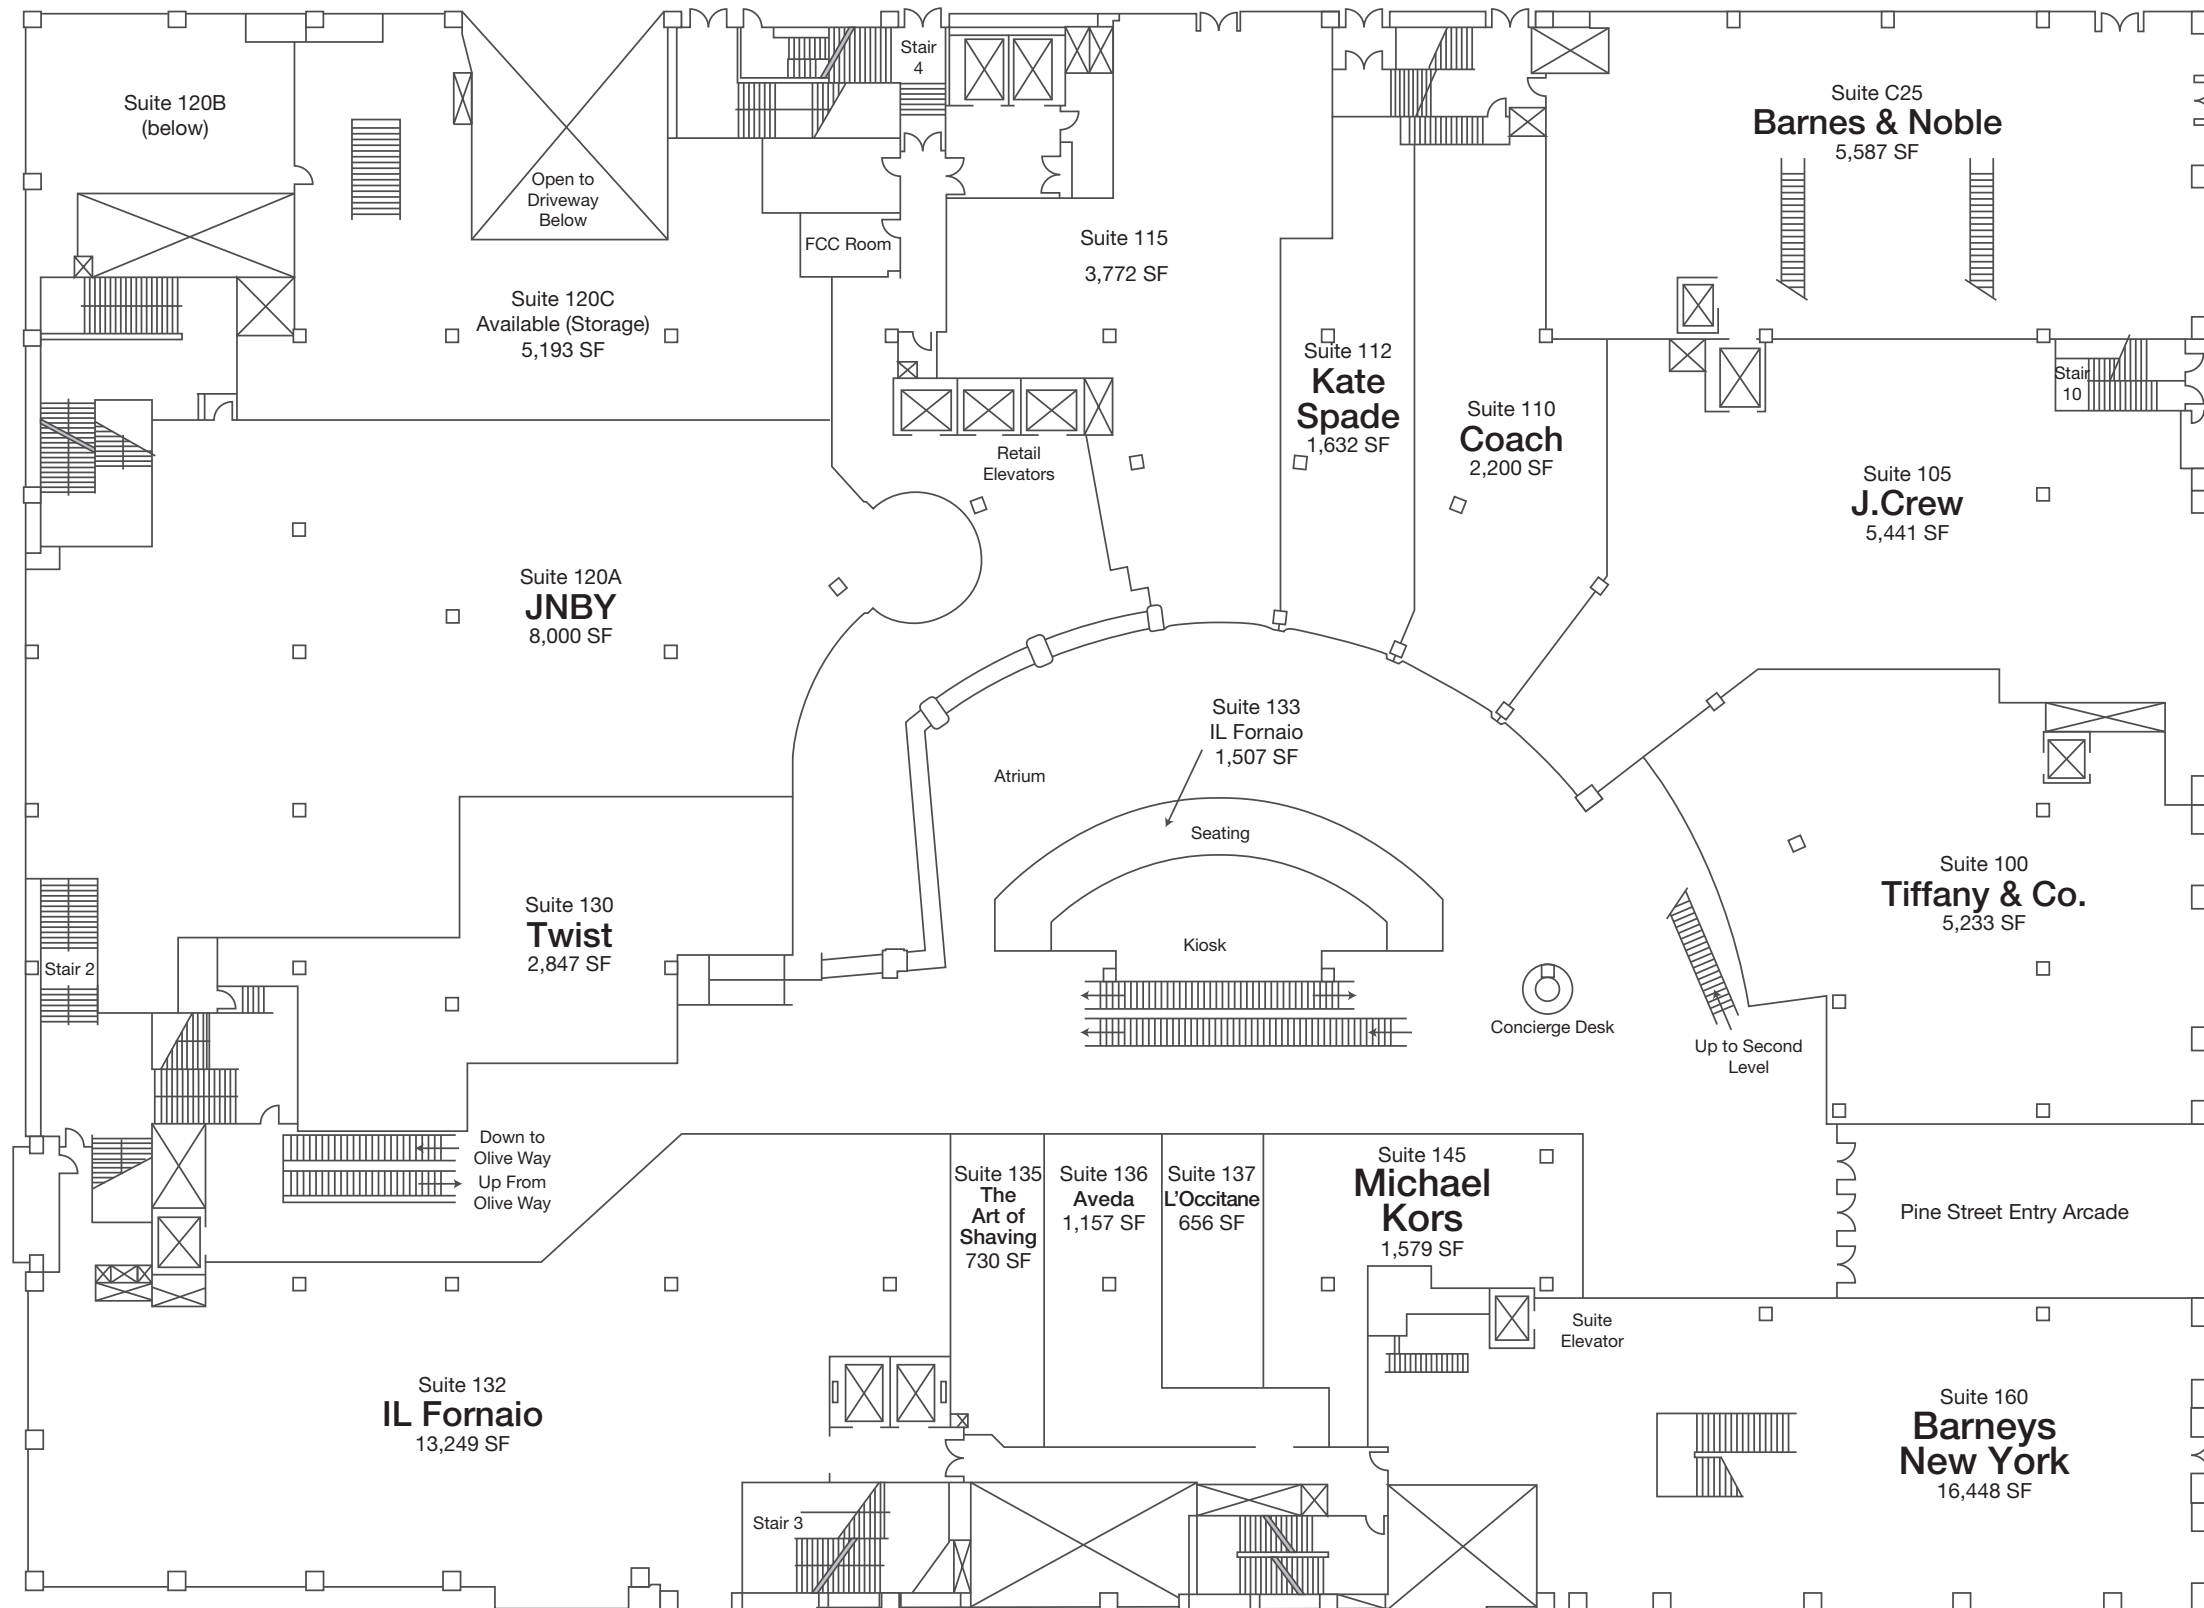 Suite 120B
(below)
Open to
Driveway
Below
Stair
4
FCC Room
Suite 120C
Available (Storage)
5,193 SF
Suite 115
3,772 SF
Suite C25
Barnes & Noble
5,587 SF
Suite 112
Kate
Spade
1,632 SF
Suite 110
Coach
2,200 SF
Stair
10
Retail
Elevators
Suite 105
J.Crew
5,441 SF
Suite 120A
JNBY
8,000 SF
Suite 133
IL Fornaio
1,507 SF
Atrium
Seating
Kiosk
Suite 100
Tiffany & Co.
5,233 SF
Suite 130
Twist
2,847 SF
Stair 2
Concierge Desk
Up to Second
Level
Down to
Olive Way
Up From
Olive Way
Suite 135
The
Art of
Shaving
730 SF
Suite 136
Aveda
1,157 SF
Suite 137
L'Occitane
656 SF
Suite 145
Michael
Kors
1,579 SF
Pine Street Entry Arcade
Suite
Elevator
Suite 132
IL Fornaio
13,249 SF
Suite 160
Barneys
New York
16,448 SF
Stair 3